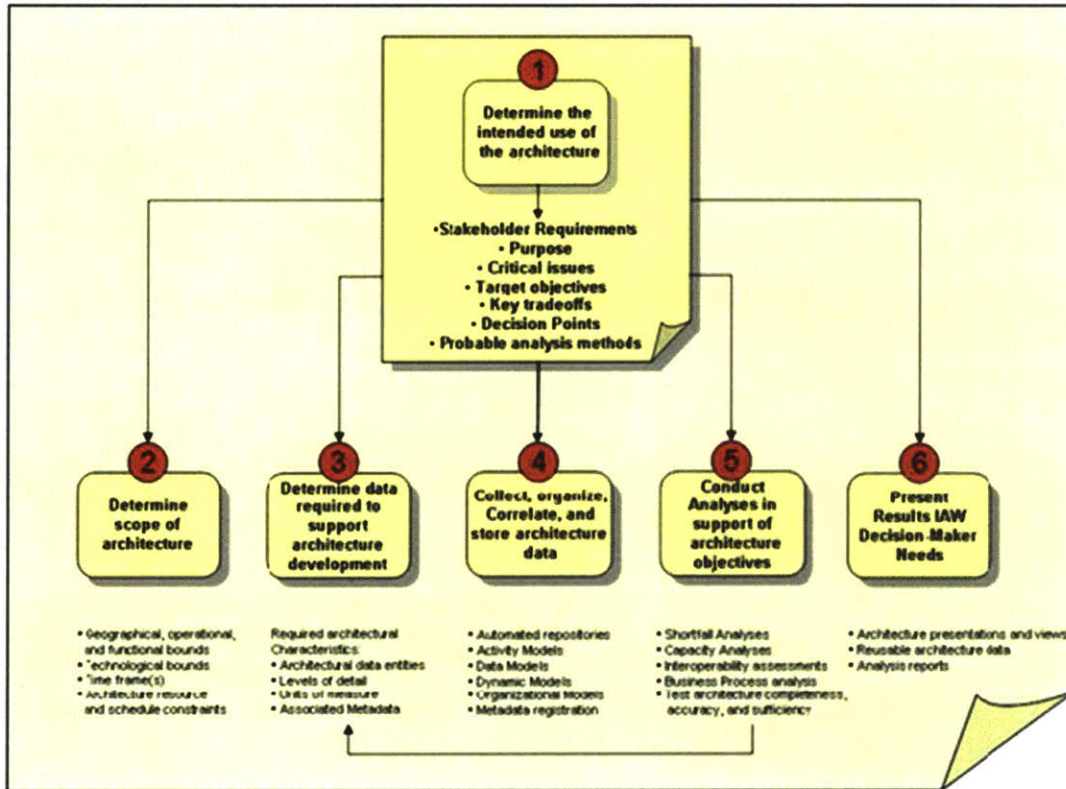 1
Determine the
intended use of
the architecture
•Stakeholder Requirements
• Purpose
• Critical issues
•Target objectives
• Key tradeoffs
• Decision Points
• Probable analysis methods
2
Determine
scope of
architecture
• Geographical, operational,
and functional bounds
• Technological bounds
• Time frame(s)
• Architecture resource
and schedule constraints
3
Determine data
required to
support
architecture
development
Required architectural
Characteristics:
• Architectural data entities
• Levels of detail
• Units of measure
• Associated Metadata
4
Collect, organize,
Correlate, and
store architecture
data
• Automated repositories
• Activity Models
• Data Models
• Dynamic Models
• Organizational Models
• Metadata registration
5
Conduct
Analyses in
support of
architecture
objectives
• Shortfall Analyses
• Capacity Analyses
• Interoperability assessments
• Business Process analysis
• Test architecture completeness,
accuracy, and sufficiency
6
Present
Results IAW
Decision-Maker
Needs
• Architecture presentations and views
• Reusable architecture data
• Analysis reports